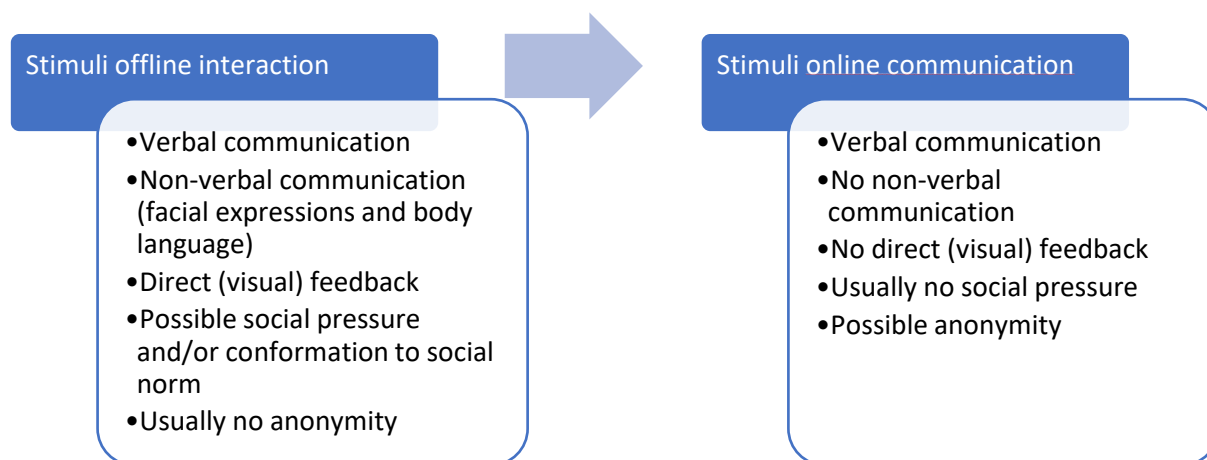 Stimuli offline interaction
•Verbal communication
•Non-verbal communication
(facial expressions and body
language)
•Direct (visual) feedback
•Possible social pressure
and/or conformation to social
norm
•Usually no anonymity
Stimuli online communication
•Verbal communication
•No non-verbal
communication
•No direct (visual) feedback
•Usually no social pressure
•Possible anonymity